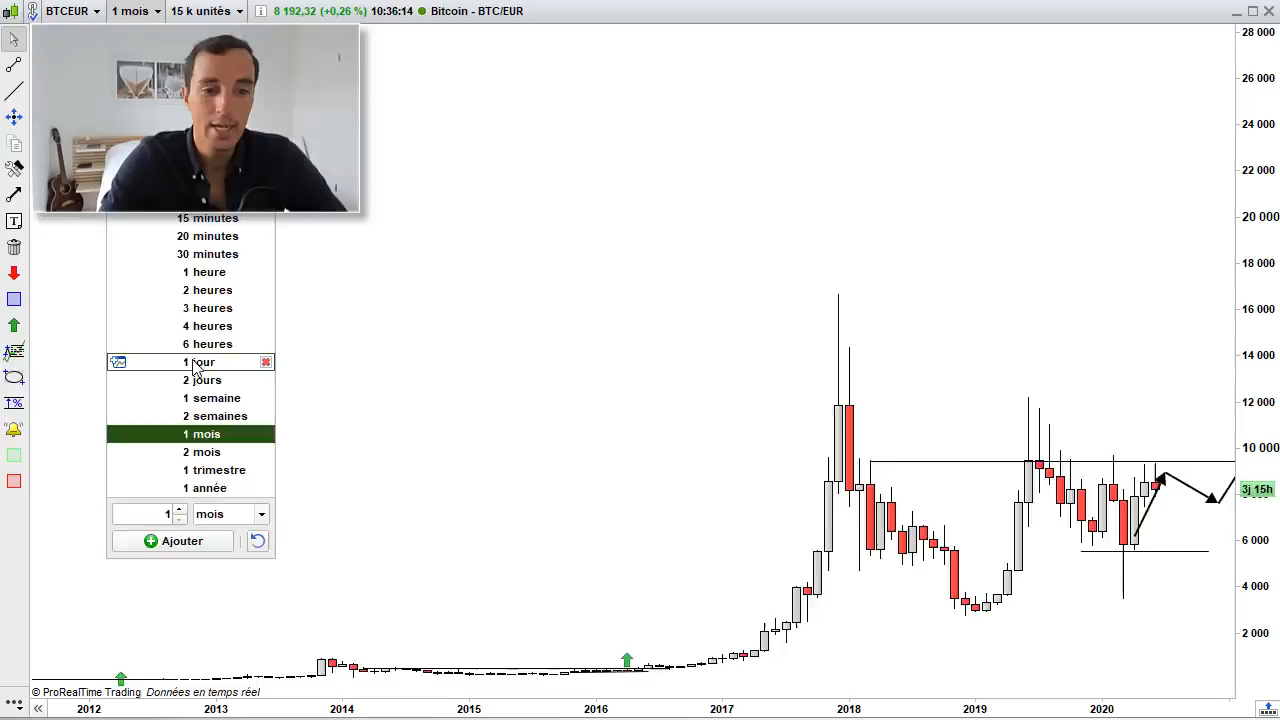 BTCEUR 1 mois 15 k unités 8 192,32 (+0,26 %) 10:36:14 Bitcoin - BTC/EUR
28 000
26 000
24 000
22 000
20 000
18 000
16 000
14 000
12 000
10 000
3j 15h
6 000
4 000
2 000
15 minutes
20 minutes
30 minutes
1 heure
2 heures
3 heures
4 heures
6 heures
1 jour
2 jours
1 semaine
2 semaines
1 mois
2 mois
1 trimestre
1 année
1 mois
Ajouter
T
1%
© ProRealTime Trading Données en temps réel
2012 2013 2014 2015 2016 2017 2018 2019 2020